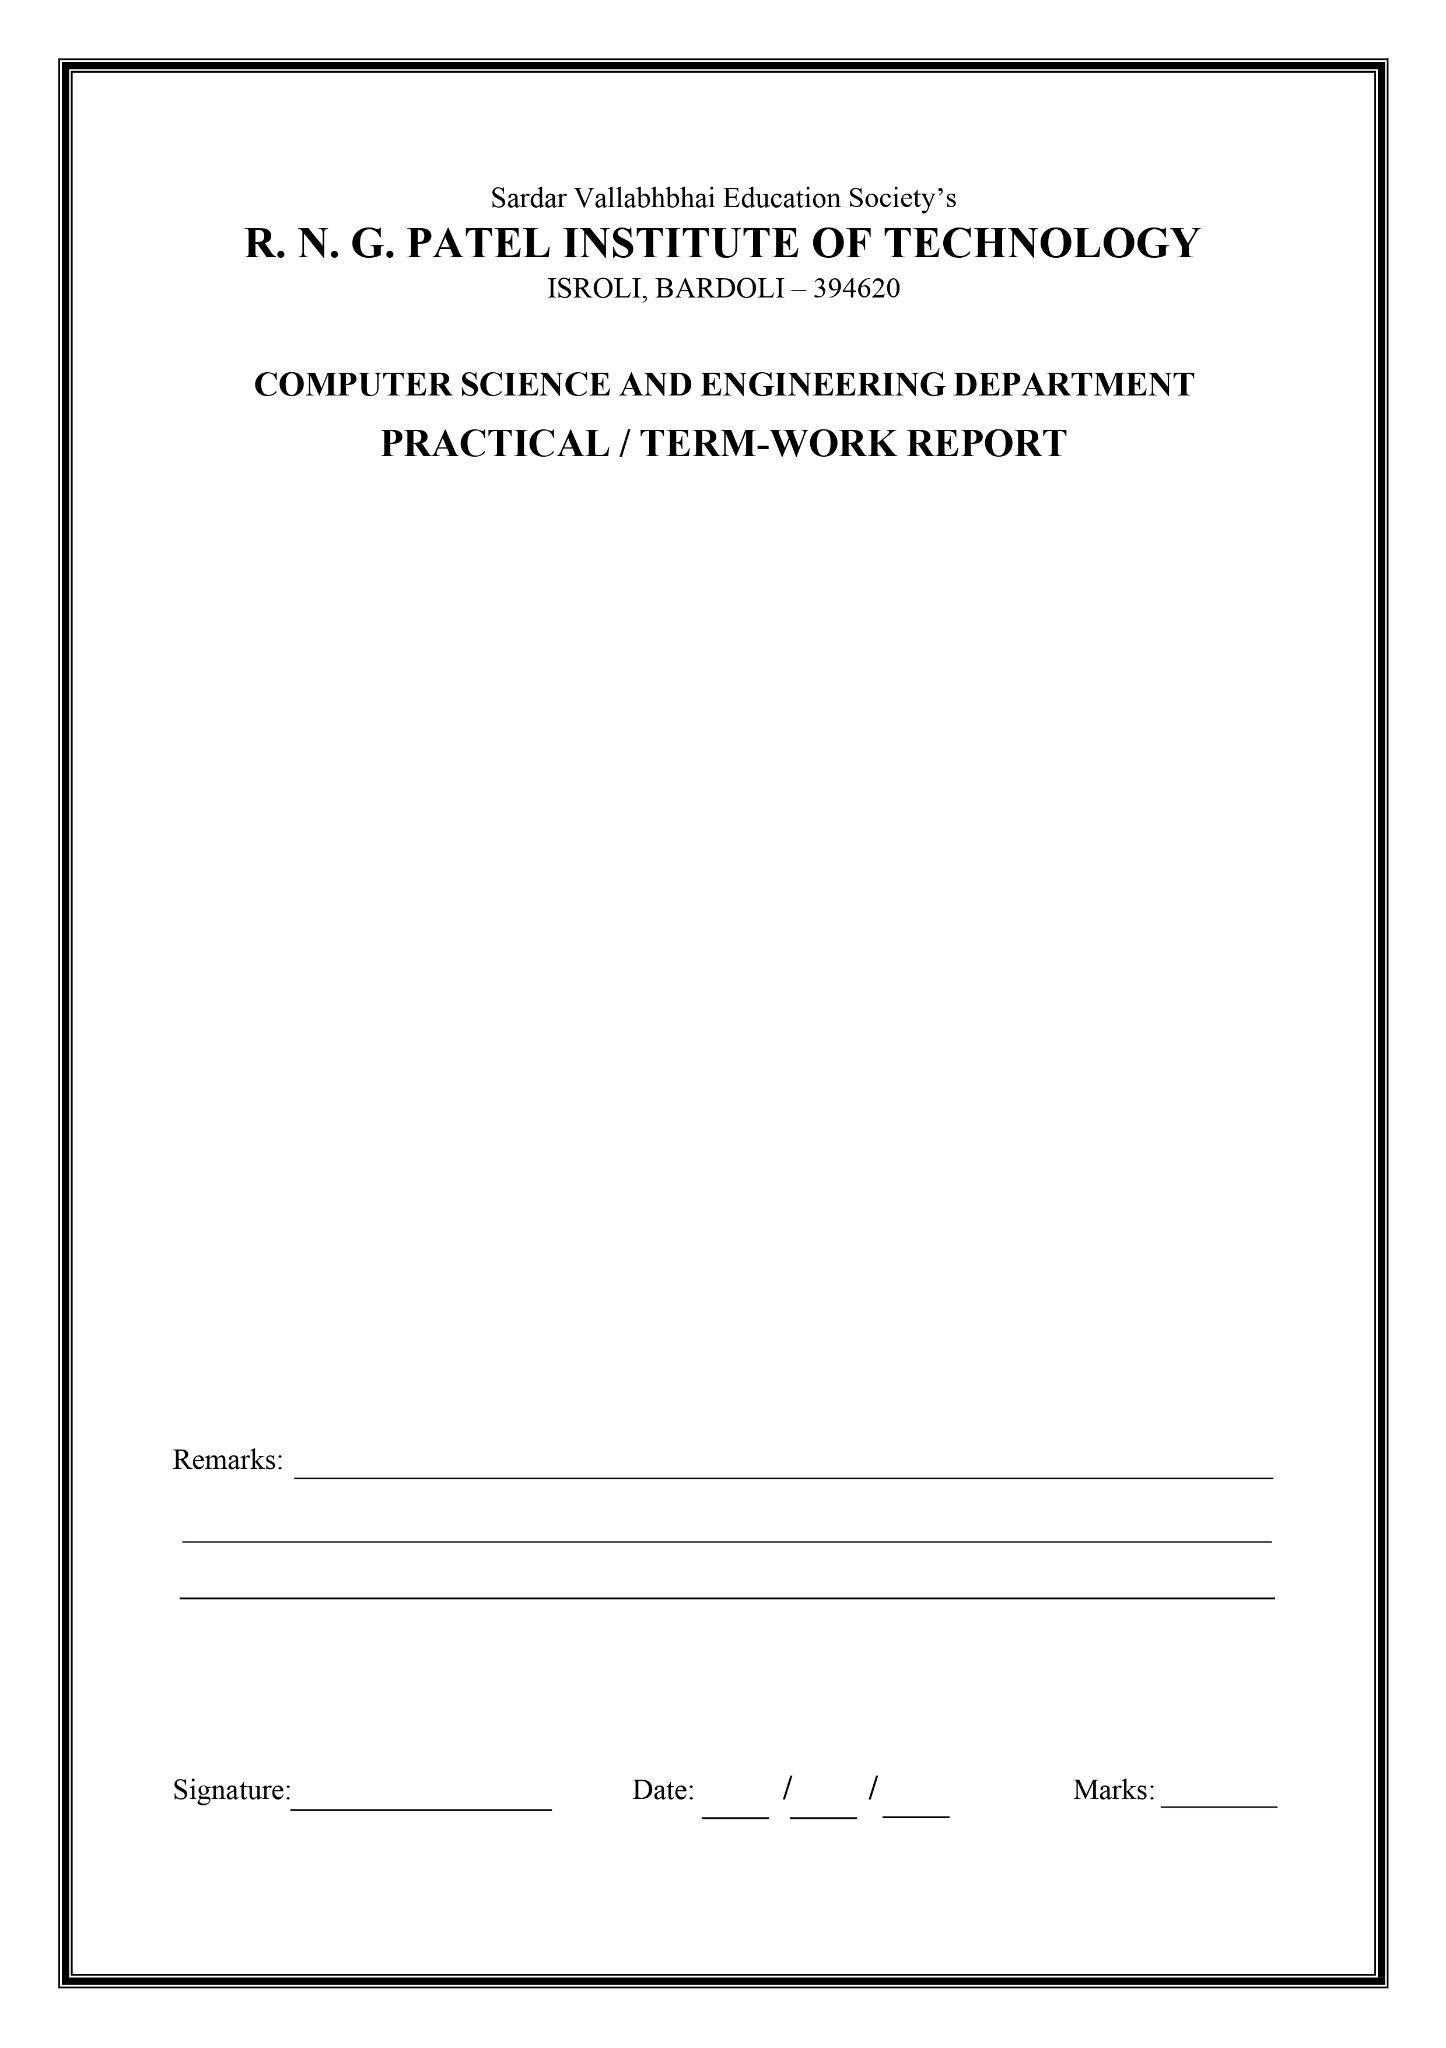 Sardar Vallabhbhai Education Society’s
R. N. G. PATEL INSTITUTE OF TECHNOLOGY
ISROLI, BARDOLI – 394620
COMPUTER SCIENCE AND ENGINEERING DEPARTMENT
PRACTICAL / TERM-WORK REPORT
Remarks:
Signature: Date: / / Marks: